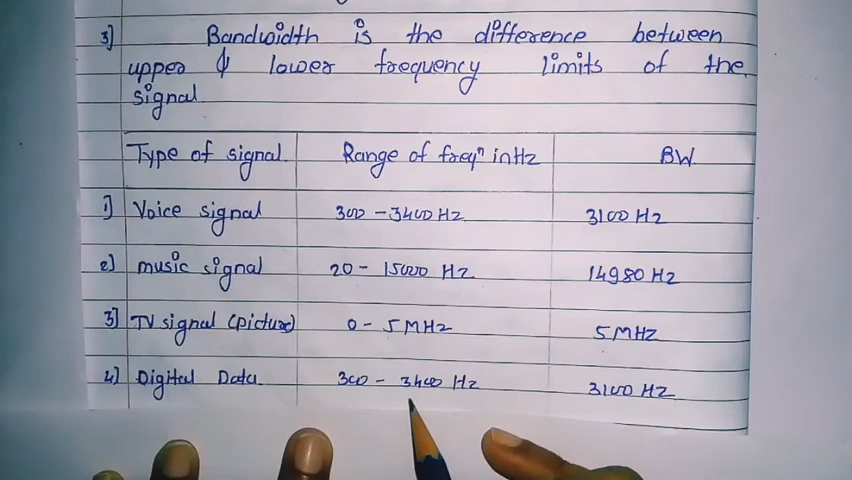 3] Bandwidth is the difference between
upper & lower frequency limits of the
signal
Type of signal. Range of freqⁿ in Hz BW
1) Voice signal 300 - 3400 Hz 3100 Hz
2] music signal 20 - 15000 Hz 14980 Hz
3] TV signal (picture) 0 - 5 MHz 5 MHz
4] Digital Data 300 - 3400 Hz 3100 Hz